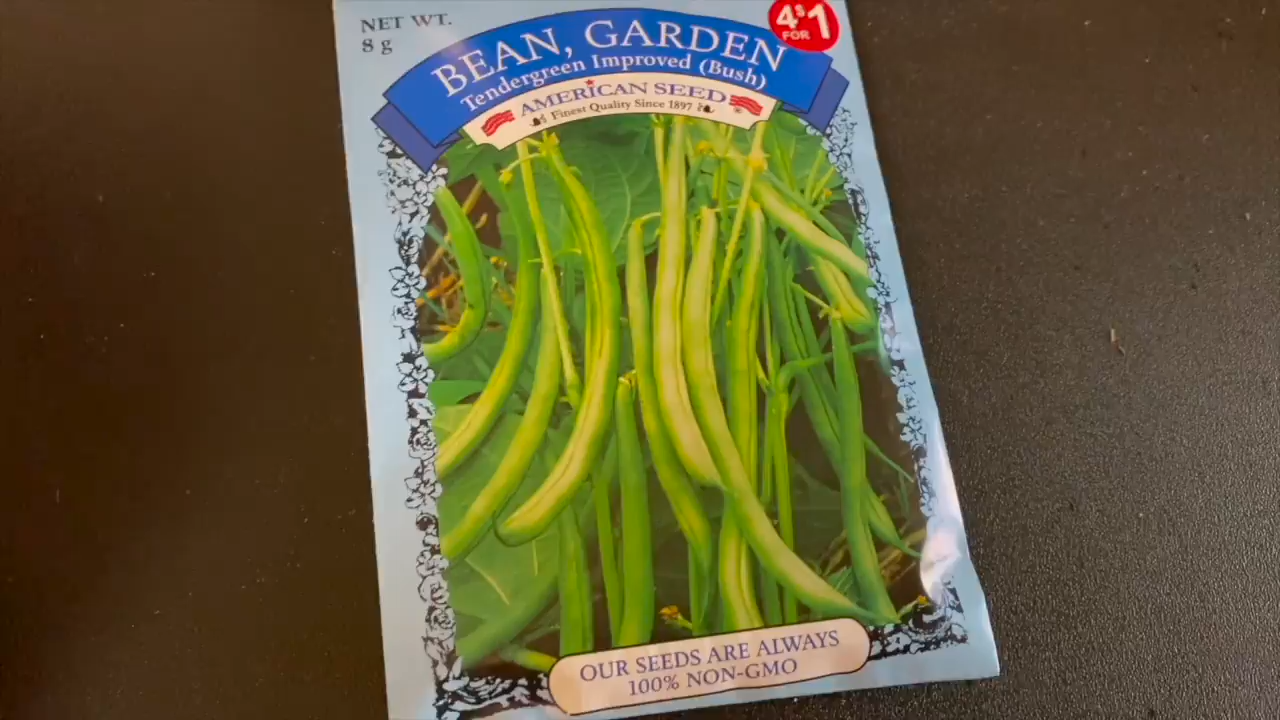 NET WT.
8 g
4 $ 1
FOR
BEAN, GARDEN
Tendergreen Improved (Bush)
AMERICAN SEED
Finest Quality Since 1897
OUR SEEDS ARE ALWAYS
100% NON-GMO